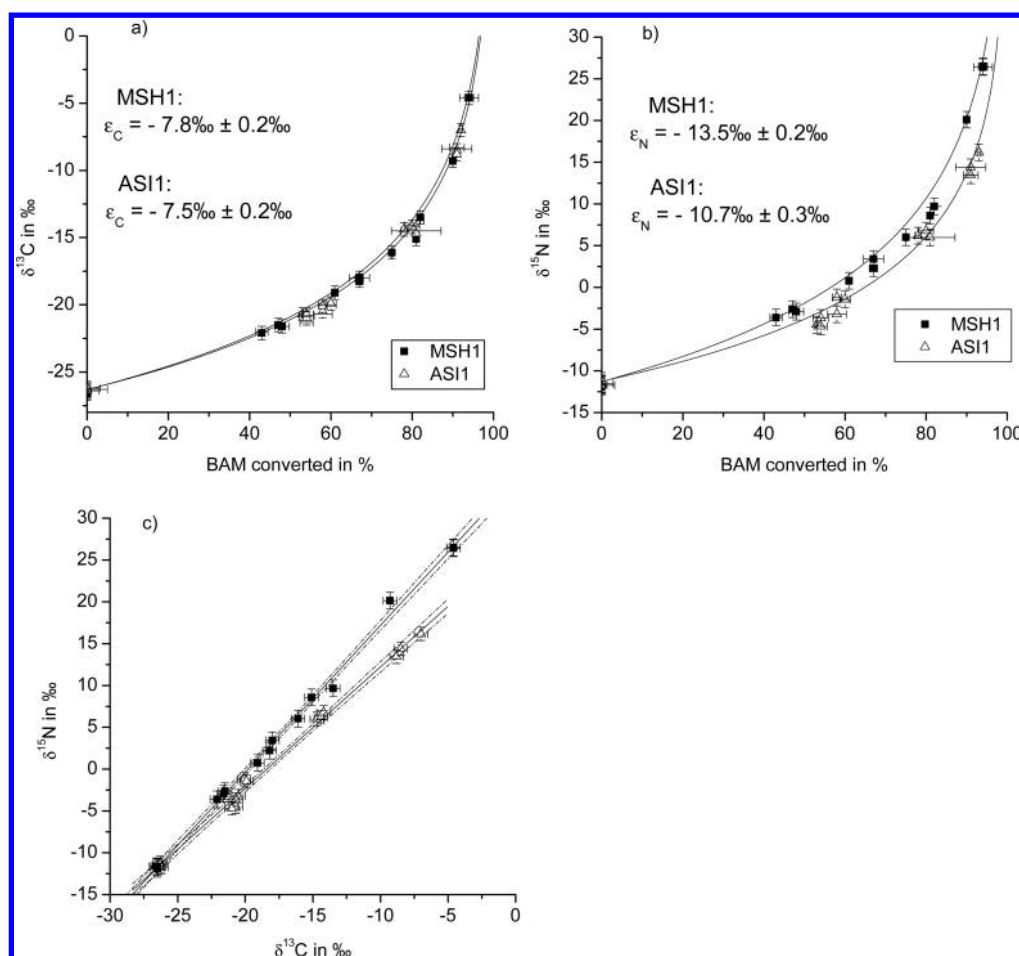 a)
0
-5
-10
-15
-20
-25
δ¹³C in ‰
MSH1:
ε_C = - 7.8‰ ± 0.2‰
ASI1:
ε_C = - 7.5‰ ± 0.2‰
MSH1
ASI1
0 20 40 60 80 100
BAM converted in %
b)
30
25
20
15
10
5
0
-5
-10
-15
δ¹⁵N in ‰
MSH1:
ε_N = - 13.5‰ ± 0.2‰
ASI1:
ε_N = - 10.7‰ ± 0.3‰
MSH1
ASI1
0 20 40 60 80 100
BAM converted in %
c)
30
25
20
15
10
5
0
-5
-10
-15
δ¹⁵N in ‰
-30 -25 -20 -15 -10 -5 0
δ¹³C in ‰